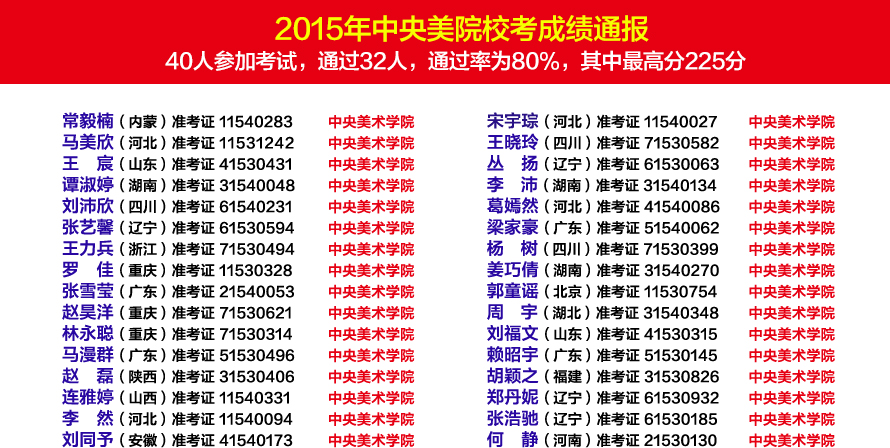 2015年中央美院校考成绩通报
40人参加考试，通过32人，通过率为80%，其中最高分225分
常毅楠（内蒙）准考证 11540283 中央美术学院
马美欣（河北）准考证 11531242 中央美术学院
王 宸（山东）准考证 41530431 中央美术学院
谭淑婷（湖南）准考证 31540048 中央美术学院
刘沛欣（四川）准考证 61540231 中央美术学院
张艺馨（辽宁）准考证 61530594 中央美术学院
王力兵（浙江）准考证 71530494 中央美术学院
罗 佳（重庆）准考证 11530328 中央美术学院
张雪莹（广东）准考证 21540053 中央美术学院
赵昊洋（重庆）准考证 71530621 中央美术学院
林永聪（重庆）准考证 71530314 中央美术学院
马漫群（广东）准考证 51530496 中央美术学院
赵 磊（陕西）准考证 31530406 中央美术学院
连雅婷（山西）准考证 11540331 中央美术学院
李 然（河北）准考证 11540094 中央美术学院
刘同予（安徽）准考证 41540173 中央美术学院
宋宇琮（河北）准考证 11540027 中央美术学院
王晓玲（四川）准考证 71530582 中央美术学院
丛 扬（辽宁）准考证 61530063 中央美术学院
李 沛（湖南）准考证 31540134 中央美术学院
葛嫣然（河北）准考证 41540086 中央美术学院
梁家豪（广东）准考证 51540062 中央美术学院
杨 树（四川）准考证 71530399 中央美术学院
姜巧倩（湖南）准考证 31540270 中央美术学院
郭童谣（北京）准考证 11530754 中央美术学院
周 宇（湖北）准考证 31540348 中央美术学院
刘福文（山东）准考证 41530315 中央美术学院
赖昭宇（广东）准考证 51530145 中央美术学院
胡颖之（福建）准考证 31530826 中央美术学院
郑丹妮（辽宁）准考证 61530932 中央美术学院
张浩驰（辽宁）准考证 61530185 中央美术学院
何 静（河南）准考证 21530130 中央美术学院